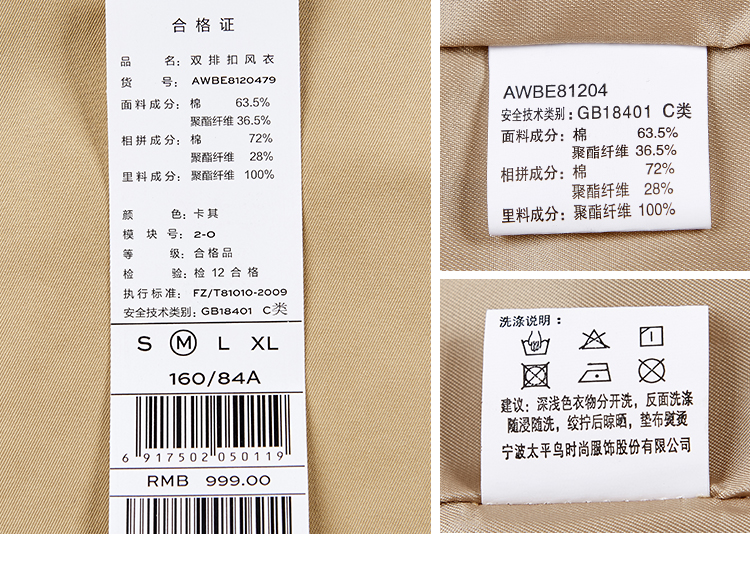 合格证
品 名: 双排扣风衣
货 号: AWBE8120479
面料成分: 棉 63.5%
聚酯纤维 36.5%
相拼成分: 棉 72%
聚酯纤维 28%
里料成分: 聚酯纤维 100%
颜 色: 卡其
模 块 号: 2-0
等 级: 合格品
检 验: 检 12 合格
执行标准: FZ/T81010-2009
安全技术类别: GB18401 C类
S M L XL
160/84A
6 917502 050119
RMB 999.00
AWBE81204
安全技术类别: GB18401 C类
面料成分: 棉 63.5%
聚酯纤维 36.5%
相拼成分: 棉 72%
聚酯纤维 28%
里料成分: 聚酯纤维 100%
洗涤说明:
建议: 深浅色衣物分开洗, 反面洗涤
随浸随洗, 绞拧后晾晒, 垫布熨烫
宁波太平鸟时尚服饰股份有限公司